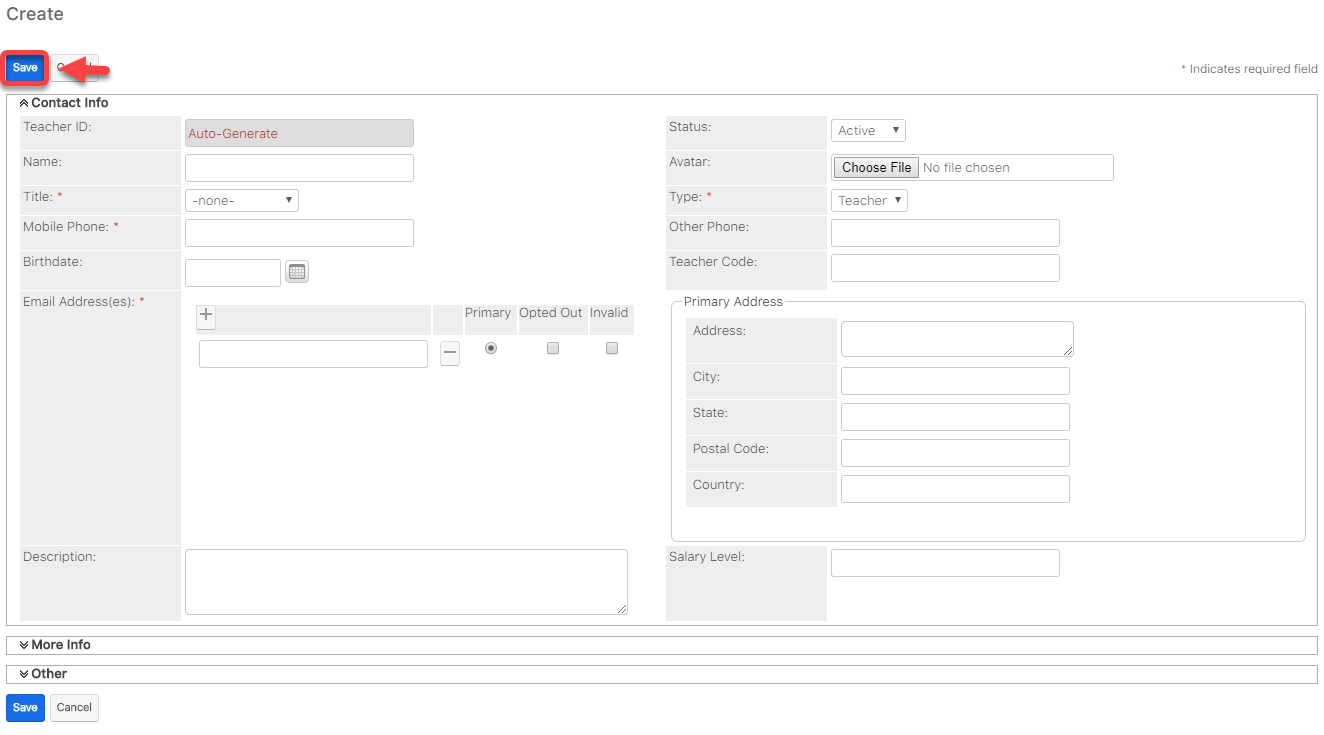 Create
Save
* Indicates required field
Contact Info
Teacher ID: Auto-Generate Status: Active
Name: Avatar: Choose File No file chosen
Title: * -none- Type: * Teacher
Mobile Phone: * Other Phone:
Birthdate: Teacher Code:
Email Address(es): * Primary Opted Out Invalid
Primary Address
Address:
City:
State:
Postal Code:
Country:
Description: Salary Level:
More Info
Other
Save Cancel